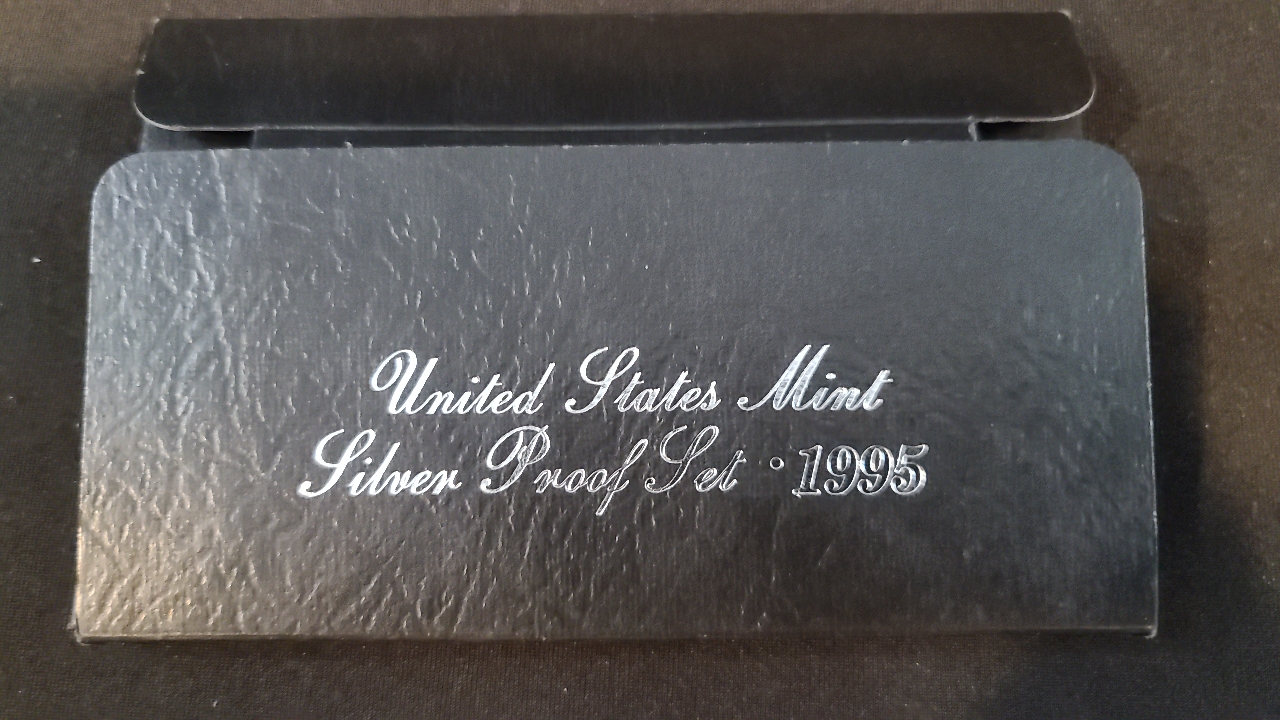 United States Mint
Silver Proof Set • 1995